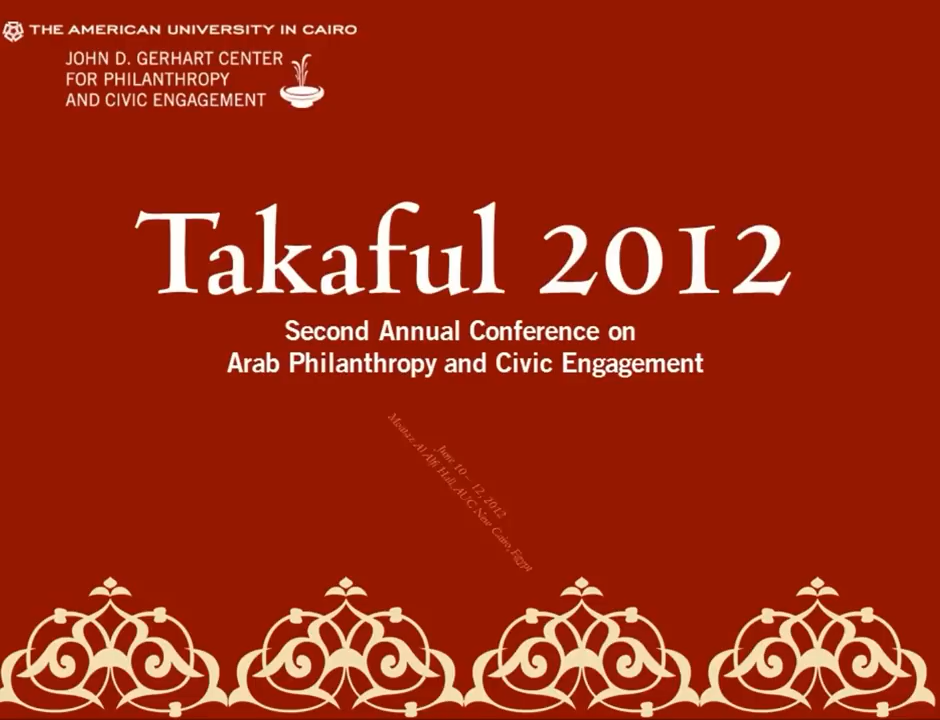 THE AMERICAN UNIVERSITY IN CAIRO
JOHN D. GERHART CENTER
FOR PHILANTHROPY
AND CIVIC ENGAGEMENT
Takaful 2012
Second Annual Conference on
Arab Philanthropy and Civic Engagement
June 10 – 12, 2012
Moataz Al Alfi Hall, AUC New Cairo, Egypt